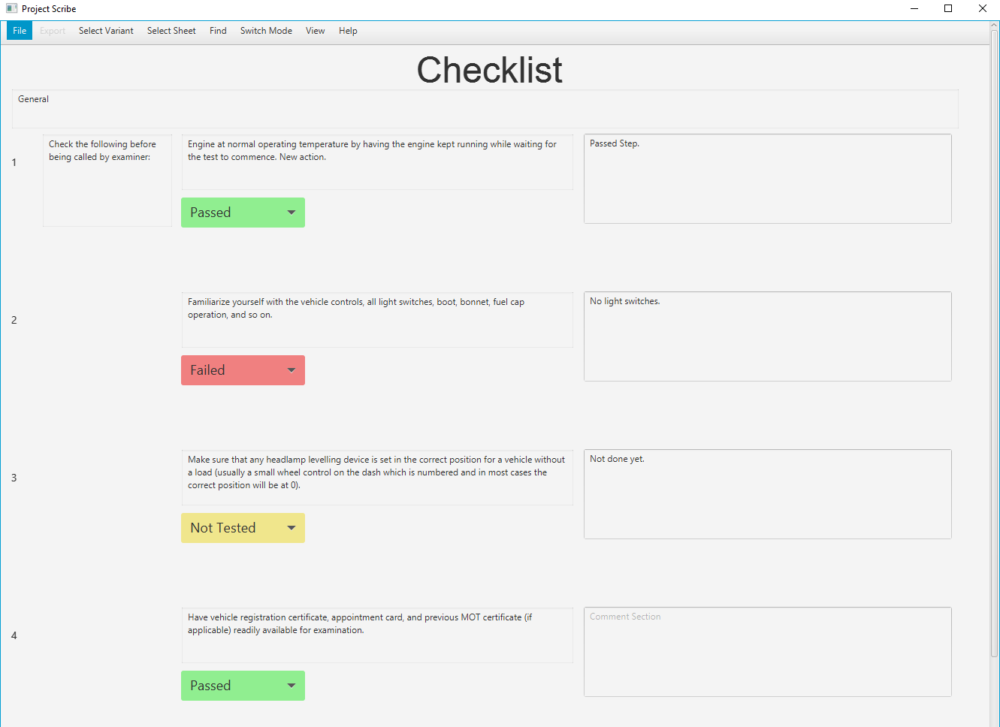 Project Scribe
File Export Select Variant Select Sheet Find Switch Mode View Help
Checklist
General
1
Check the following before
being called by examiner:
Engine at normal operating temperature by having the engine kept running while waiting for
the test to commence. New action.
Passed
Passed Step.
2
Familiarize yourself with the vehicle controls, all light switches, boot, bonnet, fuel cap
operation, and so on.
Failed
No light switches.
3
Make sure that any headlamp levelling device is set in the correct position for a vehicle without
a load (usually a small wheel control on the dash which is numbered and in most cases the
correct position will be at 0).
Not Tested
Not done yet.
4
Have vehicle registration certificate, appointment card, and previous MOT certificate (if
applicable) readily available for examination.
Passed
Comment Section